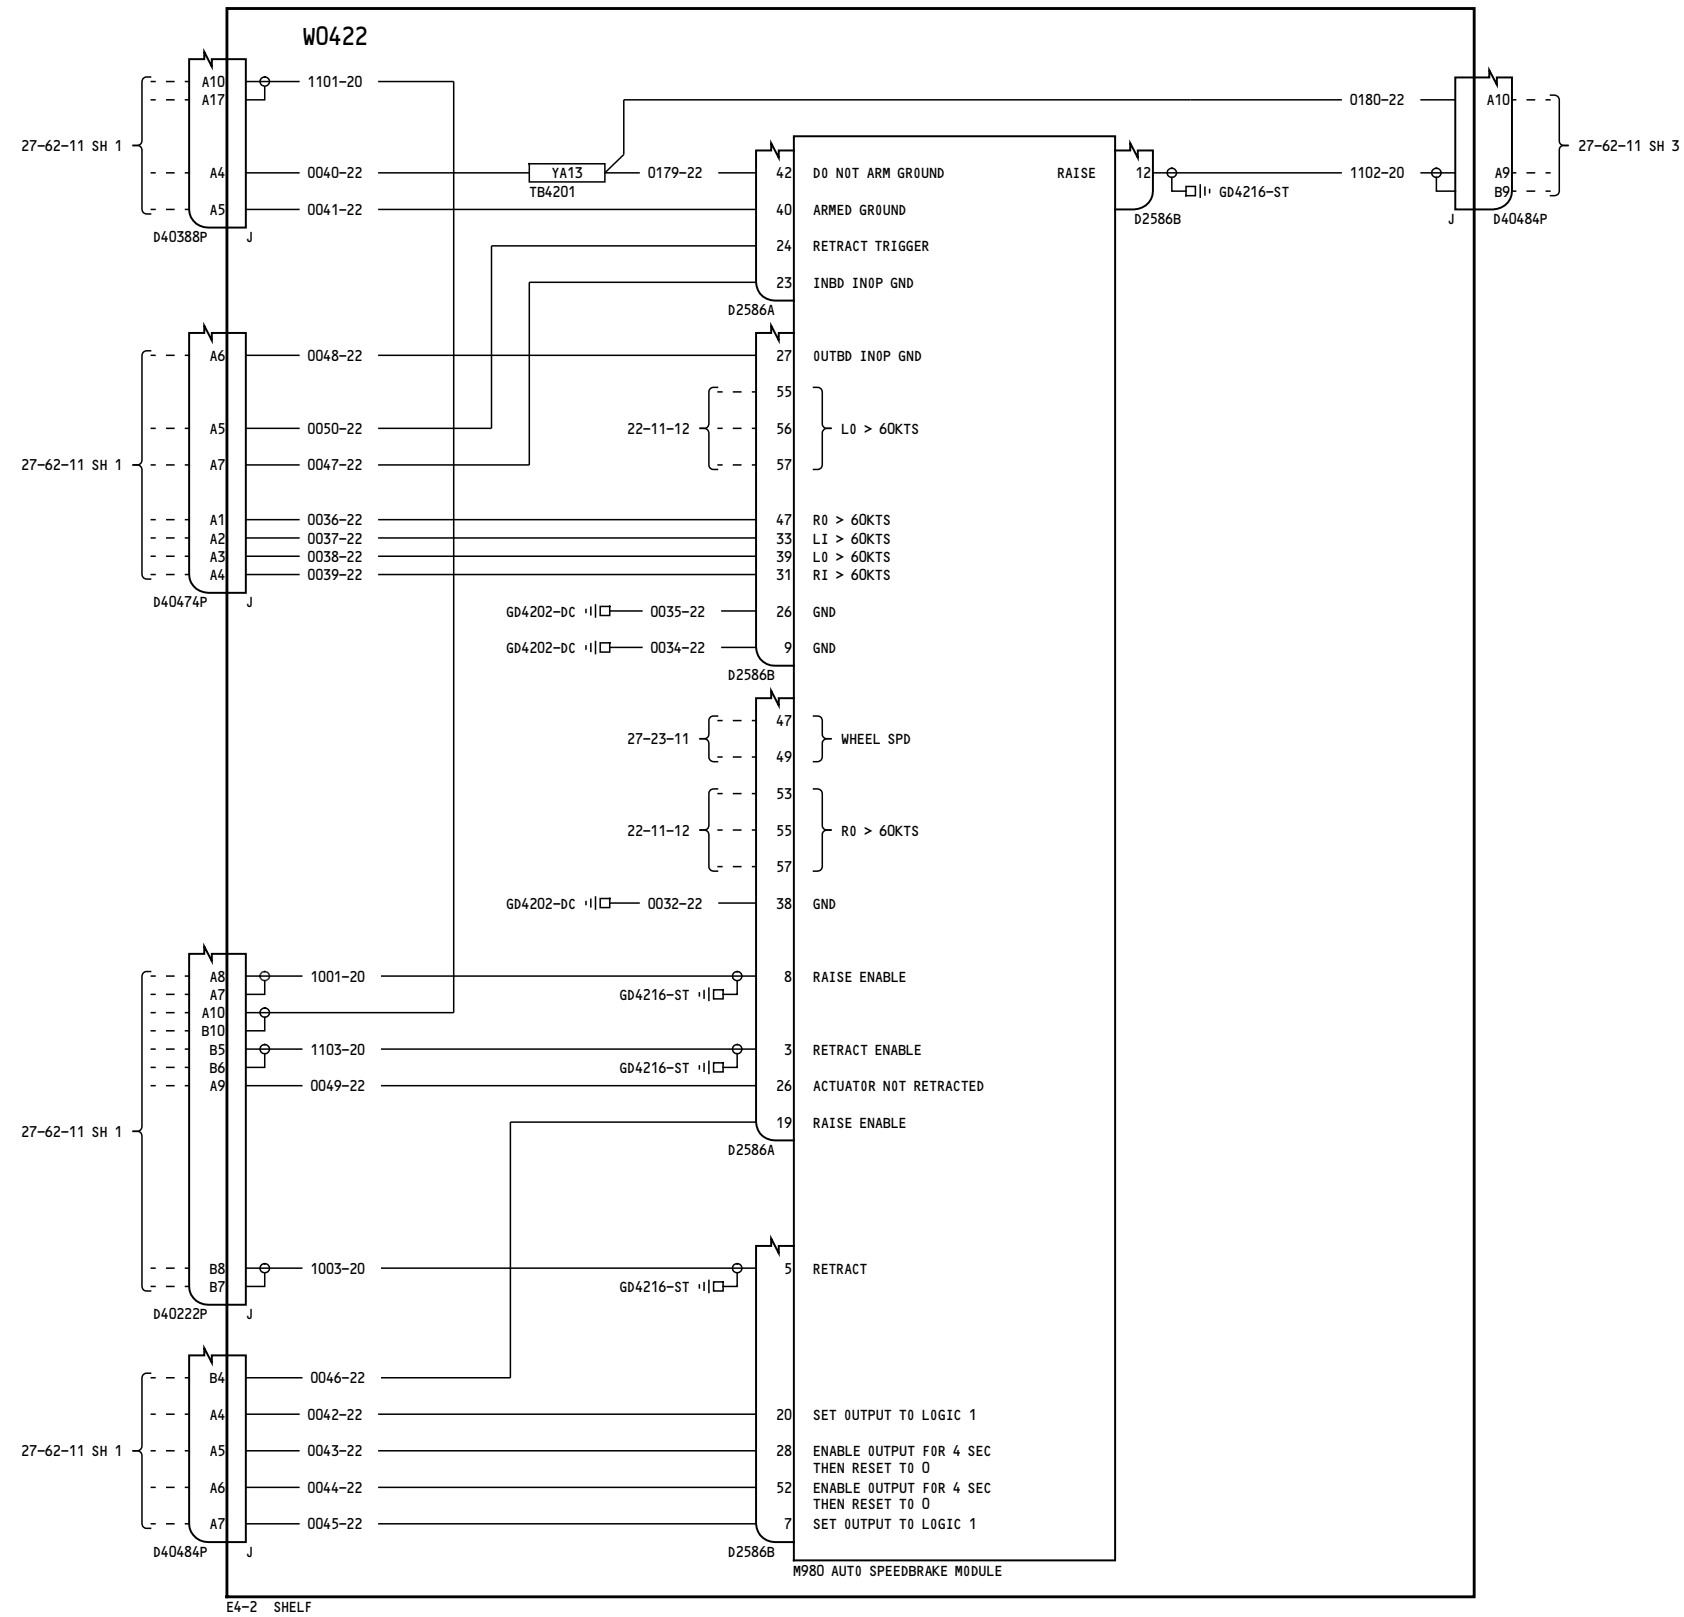 W0422
A10 1101-20
A17
0180-22 A10
27-62-11 SH 1
27-62-11 SH 3
A4 0040-22 YA13 0179-22 42 DO NOT ARM GROUND RAISE 12 1102-20 A9
TB4201
GD4216-ST B9
A5 0041-22 40 ARMED GROUND
D2586B J D40484P
D40388P J
24 RETRACT TRIGGER
23 INBD INOP GND
D2586A
A6 0048-22 27 OUTBD INOP GND
55
A5 0050-22 22-11-12 56 LO > 60KTS
27-62-11 SH 1 A7 0047-22 57
A1 0036-22 47 RO > 60KTS
A2 0037-22 33 LI > 60KTS
A3 0038-22 39 LO > 60KTS
A4 0039-22 31 RI > 60KTS
D40474P J
GD4202-DC 0035-22 26 GND
GD4202-DC 0034-22 9 GND
D2586B
47
27-23-11 WHEEL SPD
49
53
22-11-12 55 RO > 60KTS
57
GD4202-DC 0032-22 38 GND
A8 1001-20 8 RAISE ENABLE
A7 GD4216-ST
A10
B10
B5 1103-20 3 RETRACT ENABLE
B6 GD4216-ST
A9 0049-22 26 ACTUATOR NOT RETRACTED
19 RAISE ENABLE
27-62-11 SH 1
D2586A
B8 1003-20 5 RETRACT
B7 GD4216-ST
D40222P J
B4 0046-22
A4 0042-22 20 SET OUTPUT TO LOGIC 1
27-62-11 SH 1 A5 0043-22 28 ENABLE OUTPUT FOR 4 SEC
THEN RESET TO 0
A6 0044-22 52 ENABLE OUTPUT FOR 4 SEC
THEN RESET TO 0
A7 0045-22 7 SET OUTPUT TO LOGIC 1
D40484P J D2586B
M980 AUTO SPEEDBRAKE MODULE
E4-2 SHELF